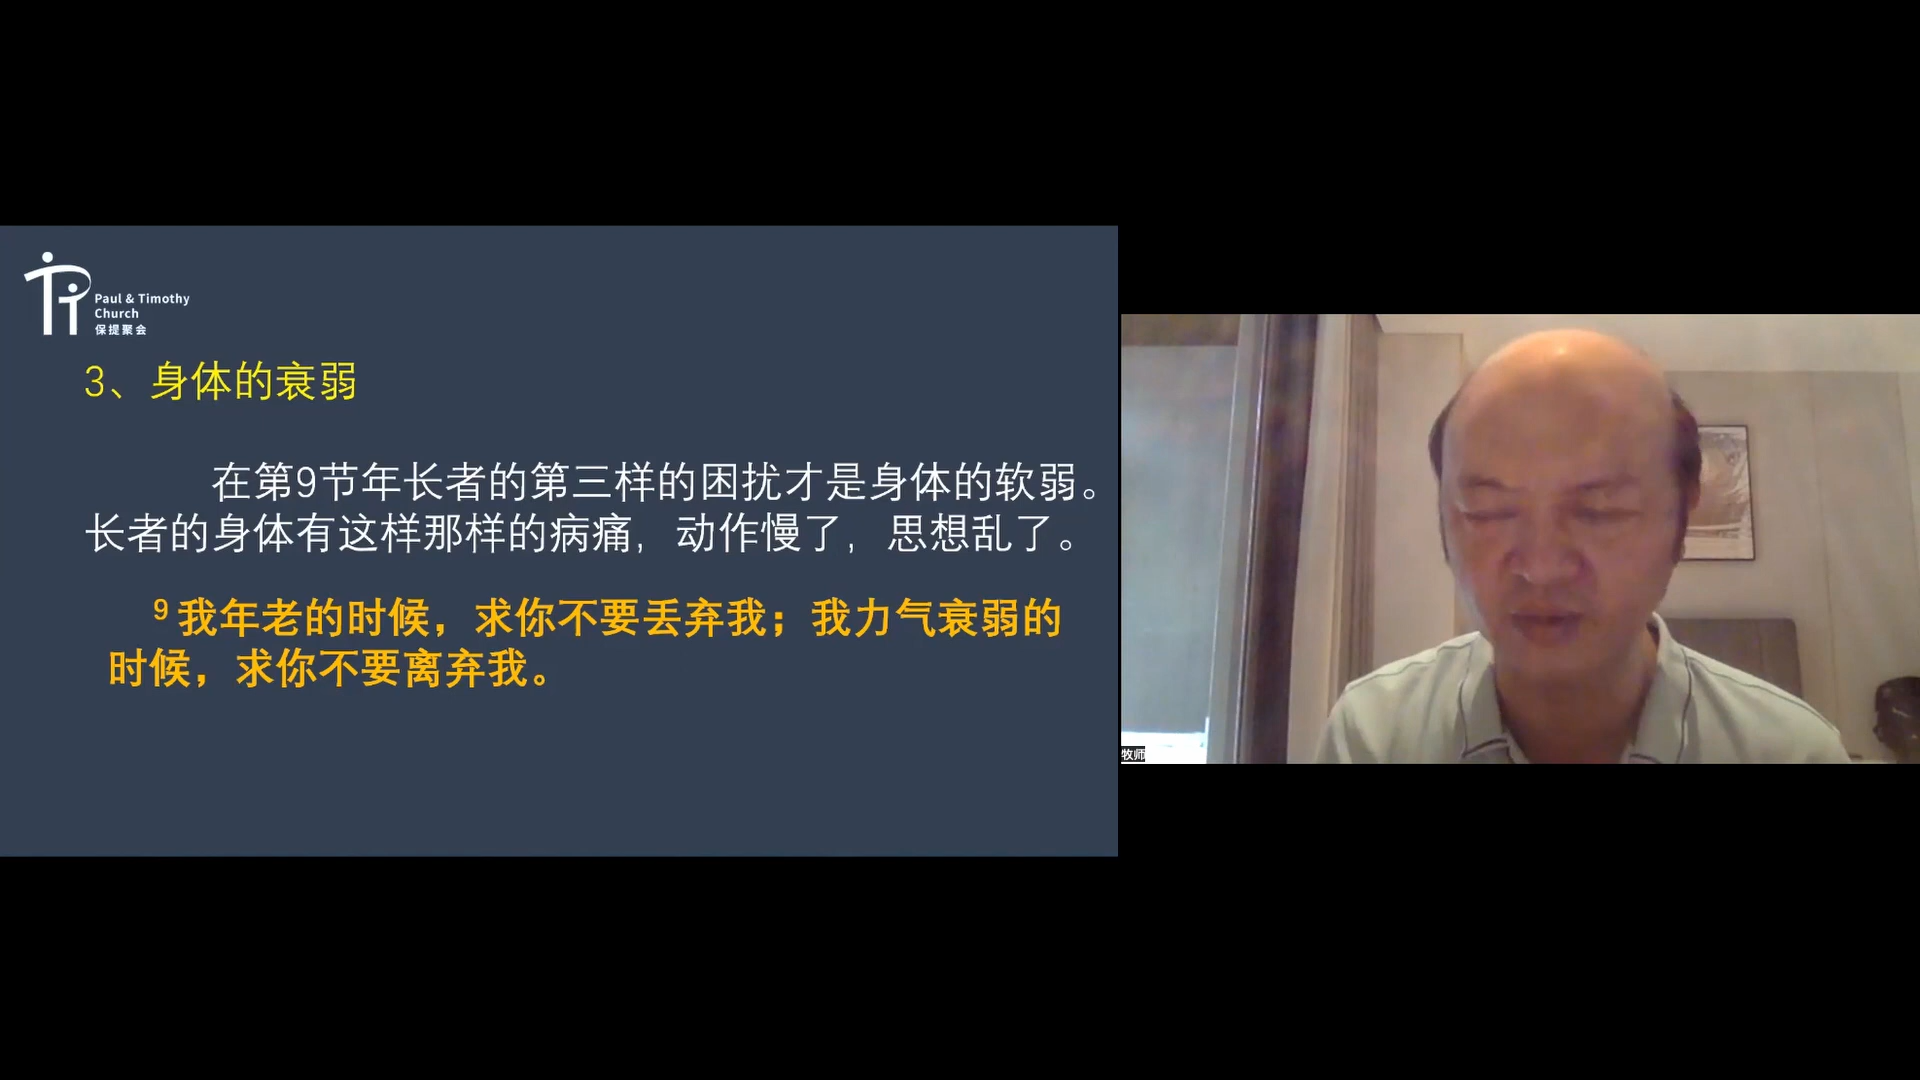 Paul & Timothy
Church
保提聚会
3、身体的衰弱
在第9节年长者的第三样的困扰才是身体的软弱。
长者的身体有这样那样的病痛，动作慢了，思想乱了。
9 我年老的时候，求你不要丢弃我；我力气衰弱的
时候，求你不要离弃我。
牧师